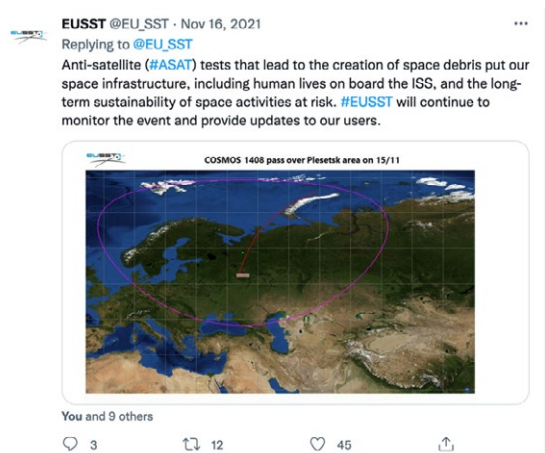 EUSST @EU_SST · Nov 16, 2021
EUSST
Replying to @EU_SST
Anti-satellite (#ASAT) tests that lead to the creation of space debris put our
space infrastructure, including human lives on board the ISS, and the long-
term sustainability of space activities at risk. #EUSST will continue to
monitor the event and provide updates to our users.
EUSST
COSMOS 1408 pass over Plesetsk area on 15/11
You and 9 others
3 12 45